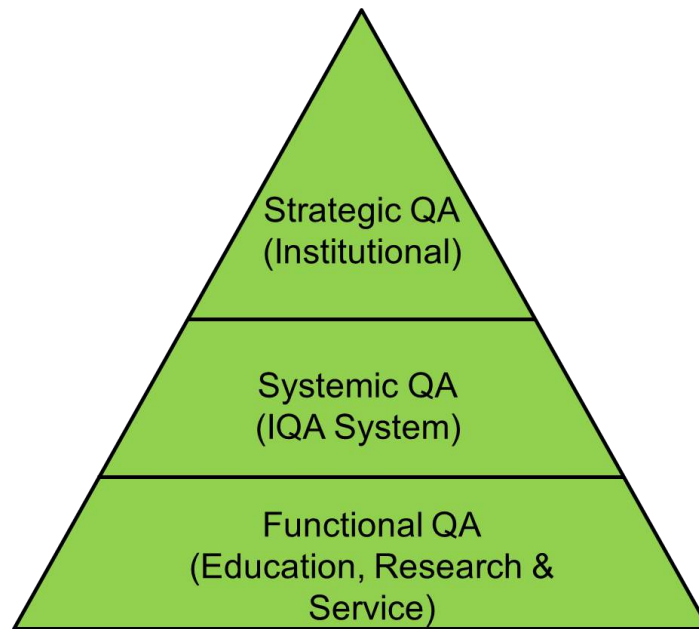 Strategic QA
(Institutional)
Systemic QA
(IQA System)
Functional QA
(Education, Research &
Service)